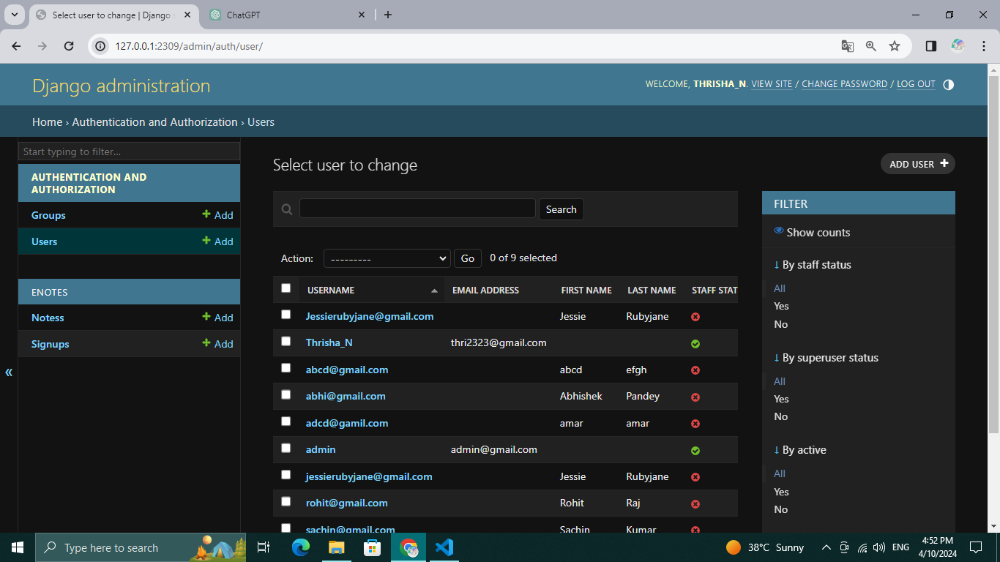 Select user to change | Django s
ChatGPT
127.0.0.1:2309/admin/auth/user/
Django administration
WELCOME, THRISHA_N. VIEW SITE / CHANGE PASSWORD / LOG OUT
Home › Authentication and Authorization › Users
Start typing to filter...
AUTHENTICATION AND
AUTHORIZATION
Groups + Add
Users + Add
ENOTES
Notess + Add
Signups + Add
«
Select user to change
ADD USER +
Search
Action: --------- Go 0 of 9 selected
USERNAME EMAIL ADDRESS FIRST NAME LAST NAME STAFF STAT
Jessierubyjane@gmail.com Jessie Rubyjane
Thrisha_N thri2323@gmail.com
abcd@gmail.com abcd efgh
abhi@gmail.com Abhishek Pandey
adcd@gamil.com amar amar
admin admin@gmail.com
jessierubyjane@gmail.com Jessie Rubyjane
rohit@gmail.com Rohit Raj
sachin@gmail.com Sachin Kumar
FILTER
Show counts
↓ By staff status
All
Yes
No
↓ By superuser status
All
Yes
No
↓ By active
All
Yes
No
Type here to search
38°C Sunny
ENG
4:52 PM
4/10/2024